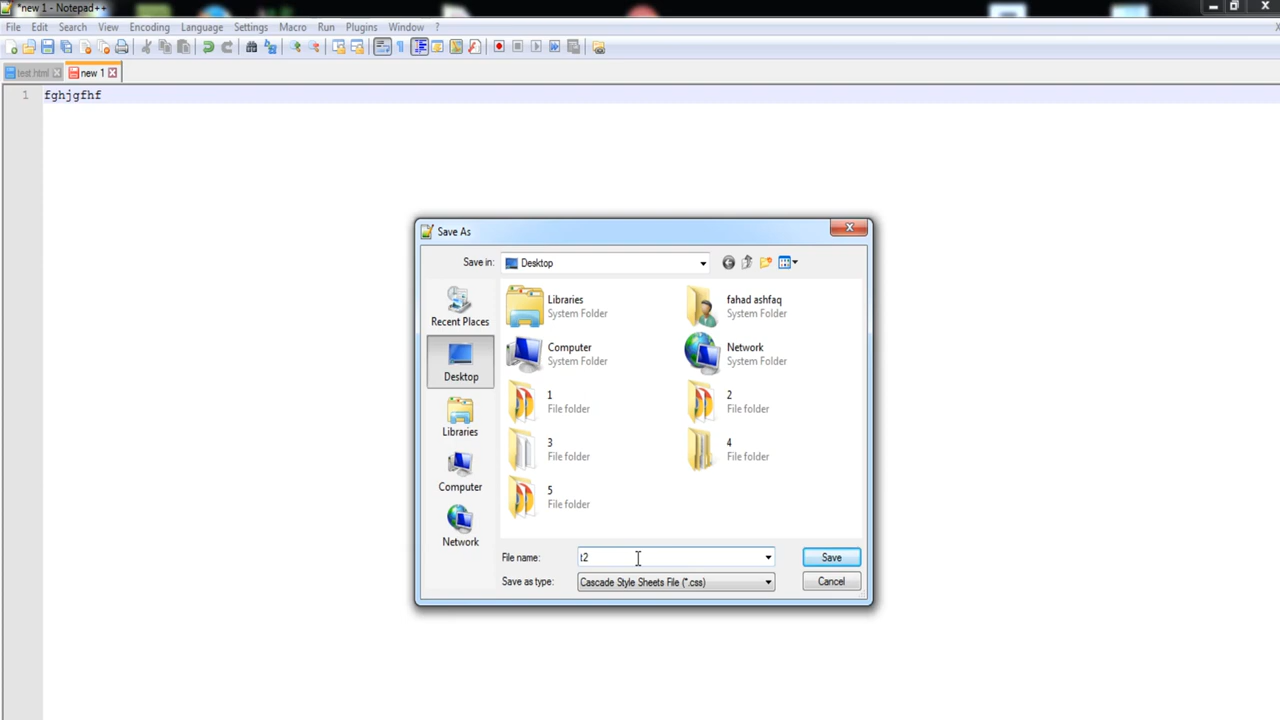 *new 1 - Notepad++
File Edit Search View Encoding Language Settings Macro Run Plugins Window ?
test.html new 1
1 fghjgfhf
Save As
Save in: Desktop
Recent Places
Desktop
Libraries
Computer
Network
Libraries
System Folder
fahad ashfaq
System Folder
Computer
System Folder
Network
System Folder
1
File folder
2
File folder
3
File folder
4
File folder
5
File folder
File name: t2 Save
Save as type: Cascade Style Sheets File (*.css) Cancel